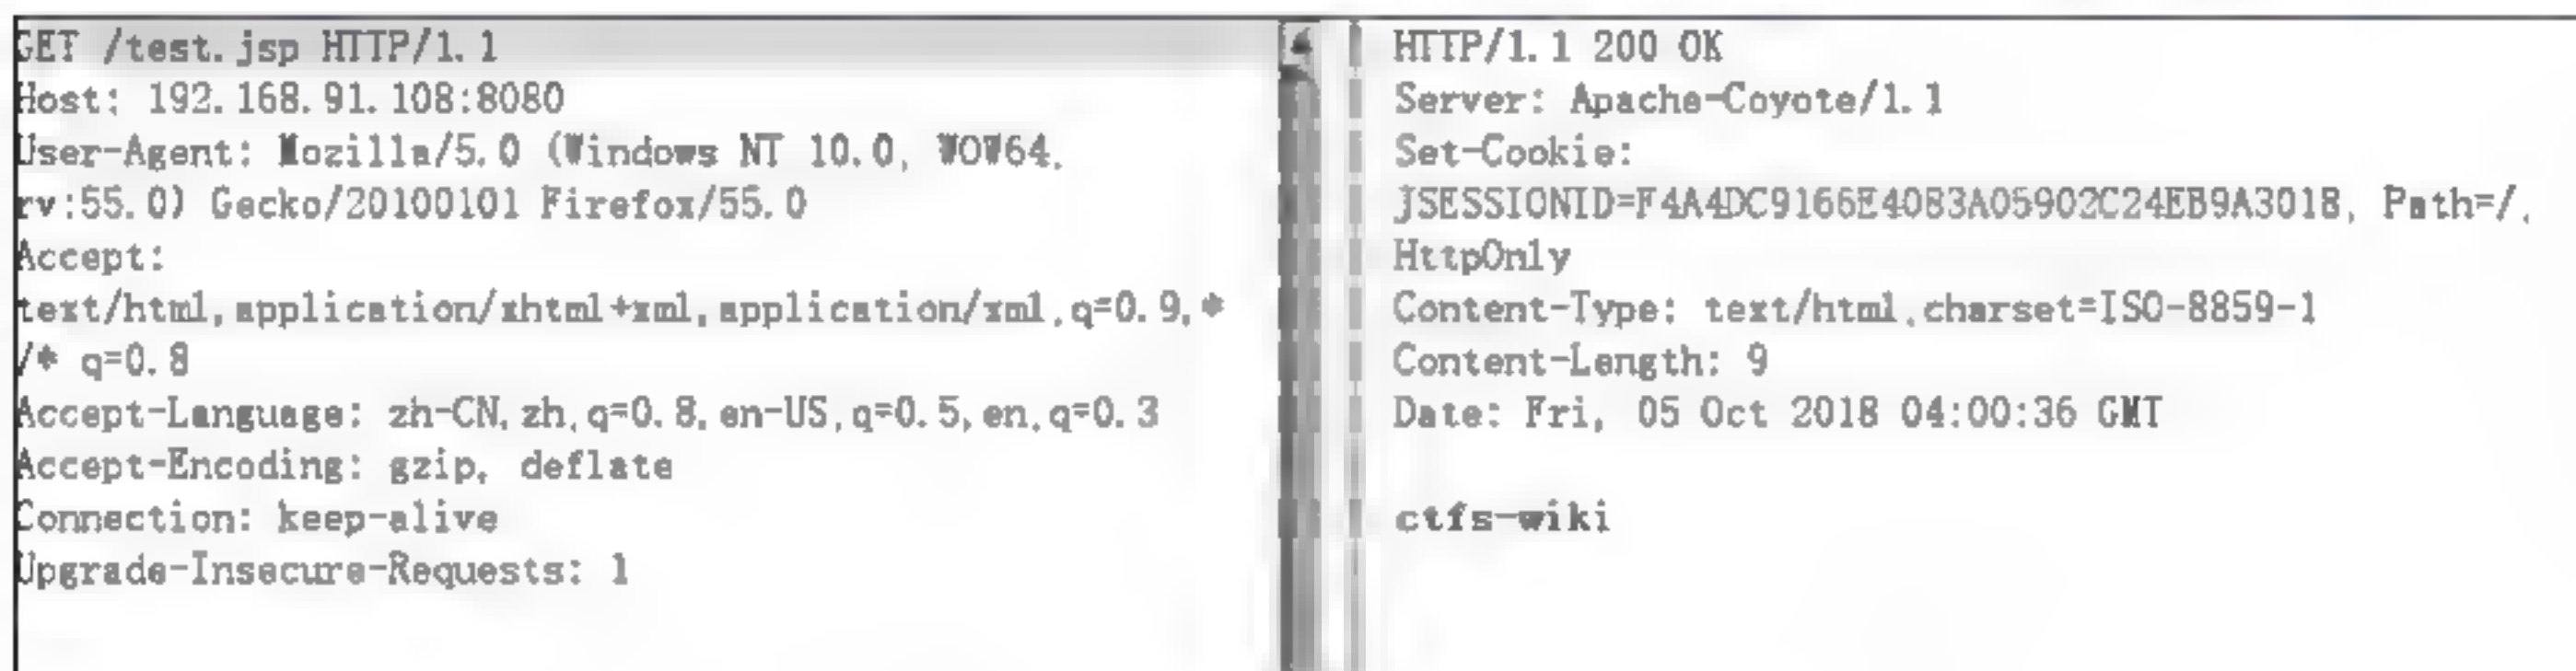 GET /test.jsp HTTP/1.1
Host: 192.168.91.108:8080
User-Agent: Mozilla/5.0 (Windows NT 10.0, WOW64,
rv:55.0) Gecko/20100101 Firefox/55.0
Accept:
text/html,application/xhtml+xml,application/xml,q=0.9,*
/* q=0.8
Accept-Language: zh-CN,zh,q=0.8,en-US,q=0.5,en,q=0.3
Accept-Encoding: gzip, deflate
Connection: keep-alive
Upgrade-Insecure-Requests: 1
HTTP/1.1 200 OK
Server: Apache-Coyote/1.1
Set-Cookie:
JSESSIONID=F4A4DC9166E4083A05902C24EB9A3018, Path=/,
HttpOnly
Content-Type: text/html,charset=ISO-8859-1
Content-Length: 9
Date: Fri, 05 Oct 2018 04:00:36 GMT
ctfs-wiki